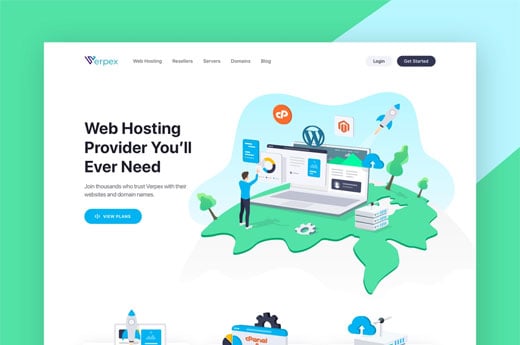 Verpex
Web Hosting
Resellers
Servers
Domains
Blog
Login
Get Started
Web Hosting
Provider You'll
Ever Need
Join thousands who trust Verpex with their
websites and domain names.
VIEW PLANS
cPanel